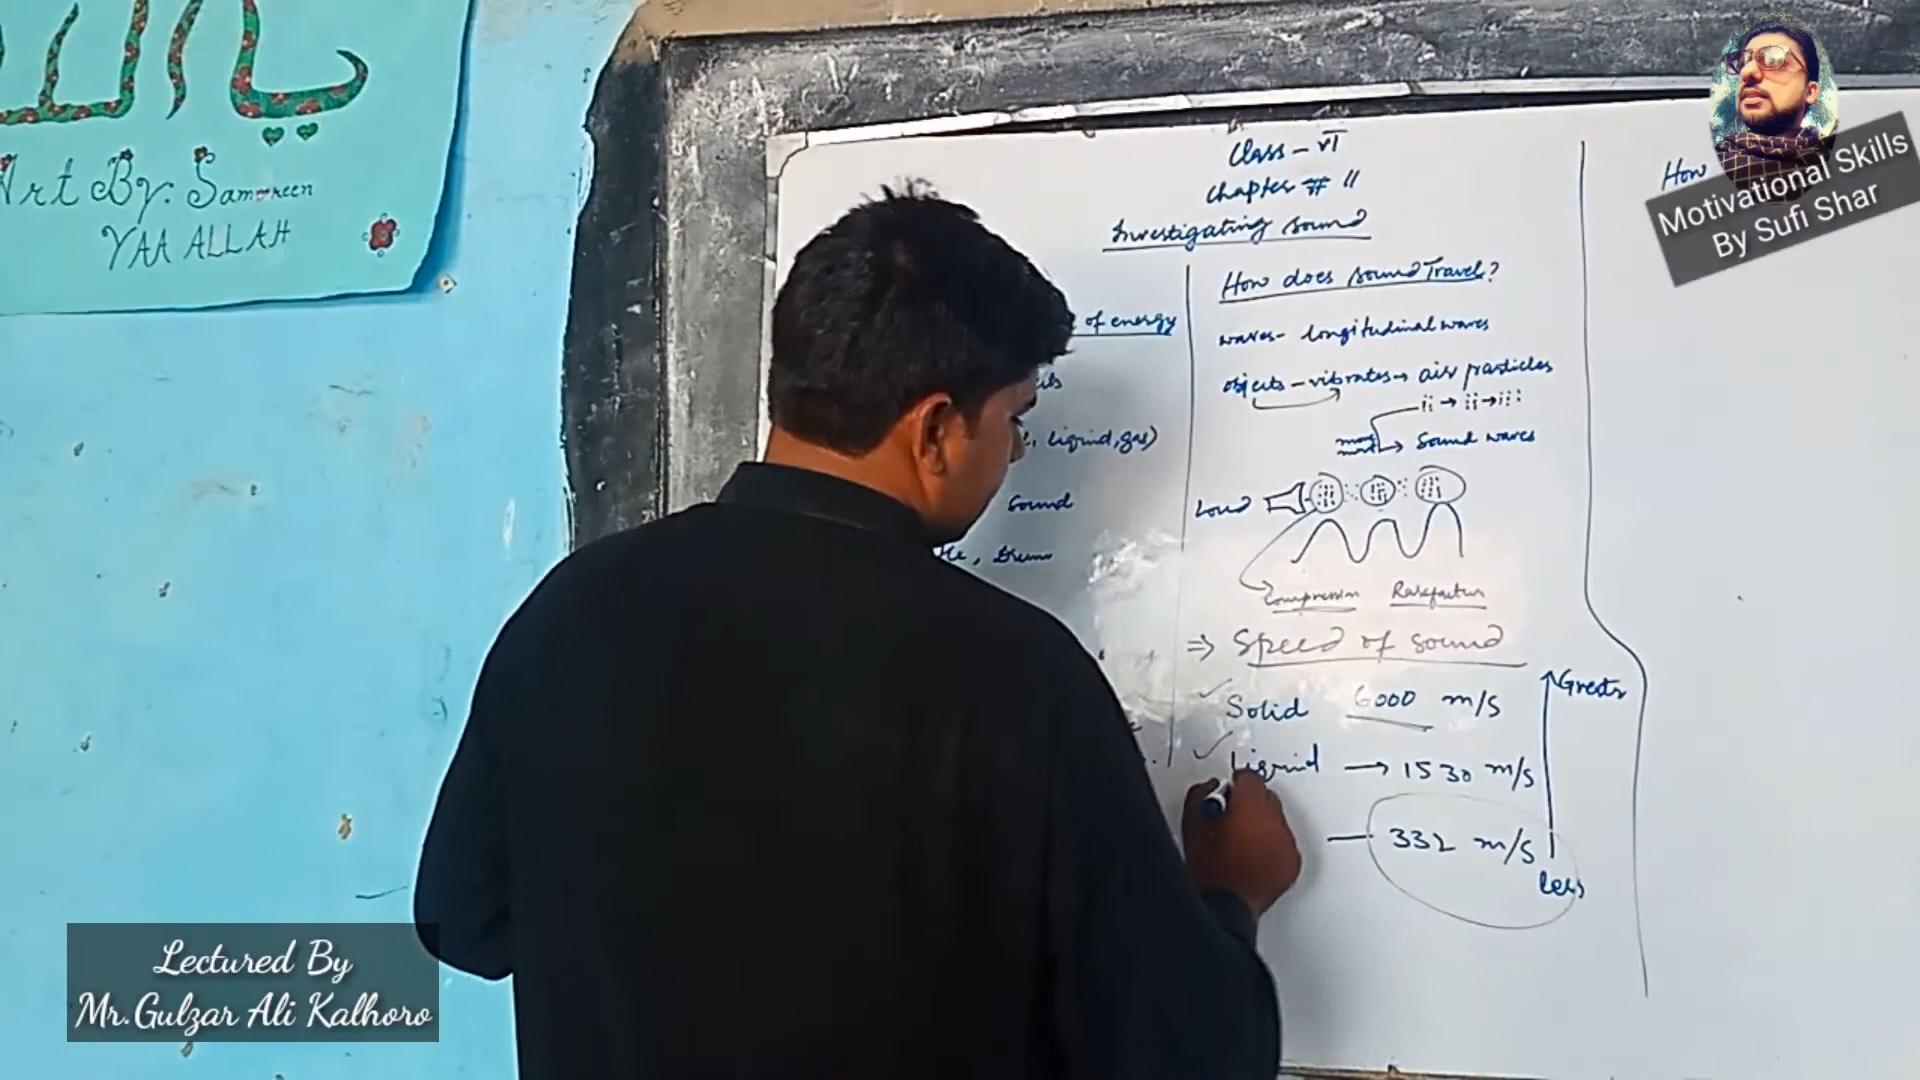 Art By: Samreen
YAA ALLAH
Class - VI
Chapter # 11
Investigating Sound
of energy
liquid, gas)
Sound
, Drum
How does sound Travel?
waves - longitudinal waves
objects - vibrates → air particles
→ Sound waves
Loud
Compression Rarefaction
⇒ Speed of Sound
Solid 6000 m/s
liquid → 1530 m/s
332 m/s
less
How
Motivational Skills
By Sufi Shar
Lectured By
Mr.Gulzar Ali Kalhoro